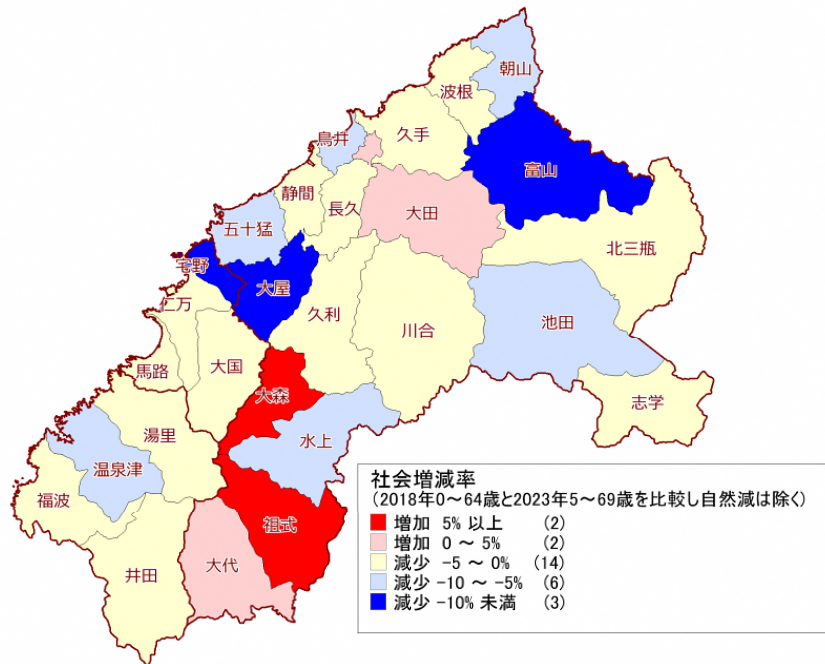 朝山
波根
久手
鳥井
富山
静間
長久
大田
五十猛
北三瓶
宅野
大屋
仁万
久利
川合
池田
馬路
大国
大森
志学
湯里
水上
温泉津
福波
祖式
井田
大代
社会増減率
(2018年0~64歳と2023年5~69歳を比較し自然減は除く)
増加 5% 以上 (2)
増加 0 ~ 5% (2)
減少 -5 ~ 0% (14)
減少 -10 ~ -5% (6)
減少 -10% 未満 (3)